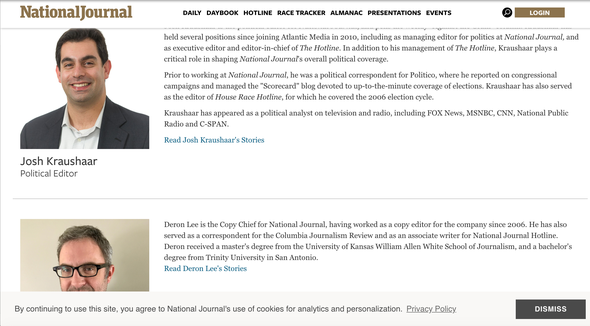 NationalJournal
DAILY DAYBOOK HOTLINE RACE TRACKER ALMANAC PRESENTATIONS EVENTS
LOGIN
held several positions since joining Atlantic Media in 2010, including as managing editor for politics at National Journal, and
as executive editor and editor-in-chief of The Hotline. In addition to his management of The Hotline, Kraushaar plays a
critical role in shaping National Journal's overall political coverage.
Prior to working at National Journal, he was a political correspondent for Politico, where he reported on congressional
campaigns and managed the "Scorecard" blog devoted to up-to-the-minute coverage of elections. Kraushaar has also served
as the editor of House Race Hotline, for which he covered the 2006 election cycle.
Kraushaar has appeared as a political analyst on television and radio, including FOX News, MSNBC, CNN, National Public
Radio and C-SPAN.
Read Josh Kraushaar's Stories
Josh Kraushaar
Political Editor
Deron Lee is the Copy Chief for National Journal, having worked as a copy editor for the company since 2006. He has also
served as a correspondent for the Columbia Journalism Review and as an associate writer for National Journal Hotline.
Deron received a master's degree from the University of Kansas William Allen White School of Journalism, and a bachelor's
degree from Trinity University in San Antonio.
Read Deron Lee's Stories
By continuing to use this site, you agree to National Journal's use of cookies for analytics and personalization. Privacy Policy
DISMISS